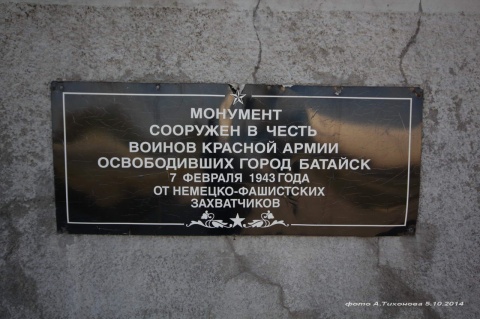 МОНУМЕНТ
СООРУЖЕН В ЧЕСТЬ
ВОИНОВ КРАСНОЙ АРМИИ
ОСВОБОДИВШИХ ГОРОД БАТАЙСК
7 ФЕВРАЛЯ 1943 ГОДА
ОТ НЕМЕЦКО-ФАШИСТСКИХ
ЗАХВАТЧИКОВ
фото А.Тихонова 5.10.2014